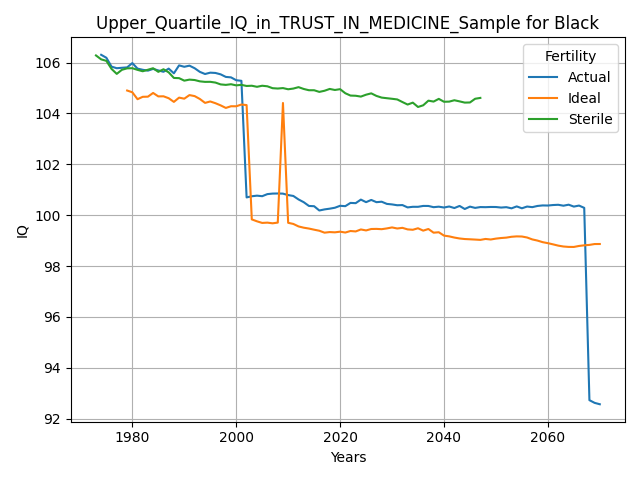 Upper_Quartile_IQ_in_TRUST_IN_MEDICINE_Sample for Black
Fertility
Actual
Ideal
Sterile
IQ
106
104
102
100
98
96
94
92
1980
2000
2020
2040
2060
Years